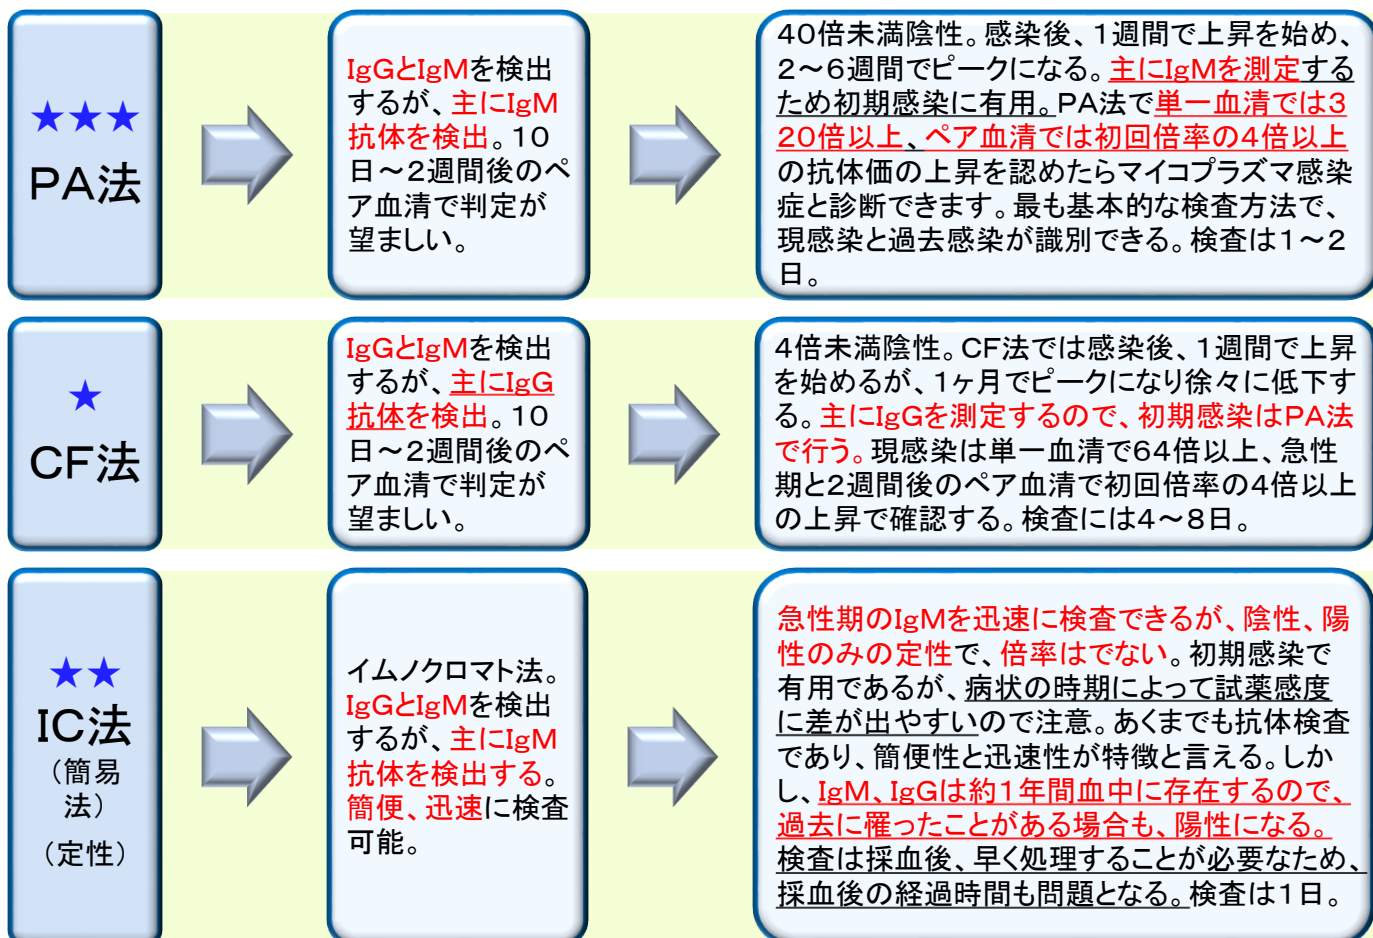 ★★★
PA法
IgGとIgMを検出
するが、主にIgM
抗体を検出。10
日～2週間後のペ
ア血清で判定が
望ましい。
40倍未満陰性。感染後、1週間で上昇を始め、
2～6週間でピークになる。主にIgMを測定する
ため初期感染に有用。PA法で単一血清では3
20倍以上、ペア血清では初回倍率の4倍以上
の抗体価の上昇を認めたらマイコプラズマ感染
症と診断できます。最も基本的な検査方法で、
現感染と過去感染が識別できる。検査は1～2
日。
★
CF法
IgGとIgMを検出
するが、主にIgG
抗体を検出。10
日～2週間後のペ
ア血清で判定が
望ましい。
4倍未満陰性。CF法では感染後、1週間で上昇
を始めるが、1ヶ月でピークになり徐々に低下す
る。主にIgGを測定するので、初期感染はPA法
で行う。現感染は単一血清で64倍以上、急性
期と2週間後のペア血清で初回倍率の4倍以上
の上昇で確認する。検査には4～8日。
★★
IC法
（簡易
法）
（定性）
イムノクロマト法。
IgGとIgMを検出
するが、主にIgM
抗体を検出する。
簡便、迅速に検査
可能。
急性期のIgMを迅速に検査できるが、陰性、陽
性のみの定性で、倍率はでない。初期感染で
有用であるが、病状の時期によって試薬感度
に差が出やすいので注意。あくまでも抗体検査
であり、簡便性と迅速性が特徴と言える。しか
し、IgM、IgGは約1年間血中に存在するので、
過去に罹ったことがある場合も、陽性になる。
検査は採血後、早く処理することが必要なため、
採血後の経過時間も問題となる。検査は1日。